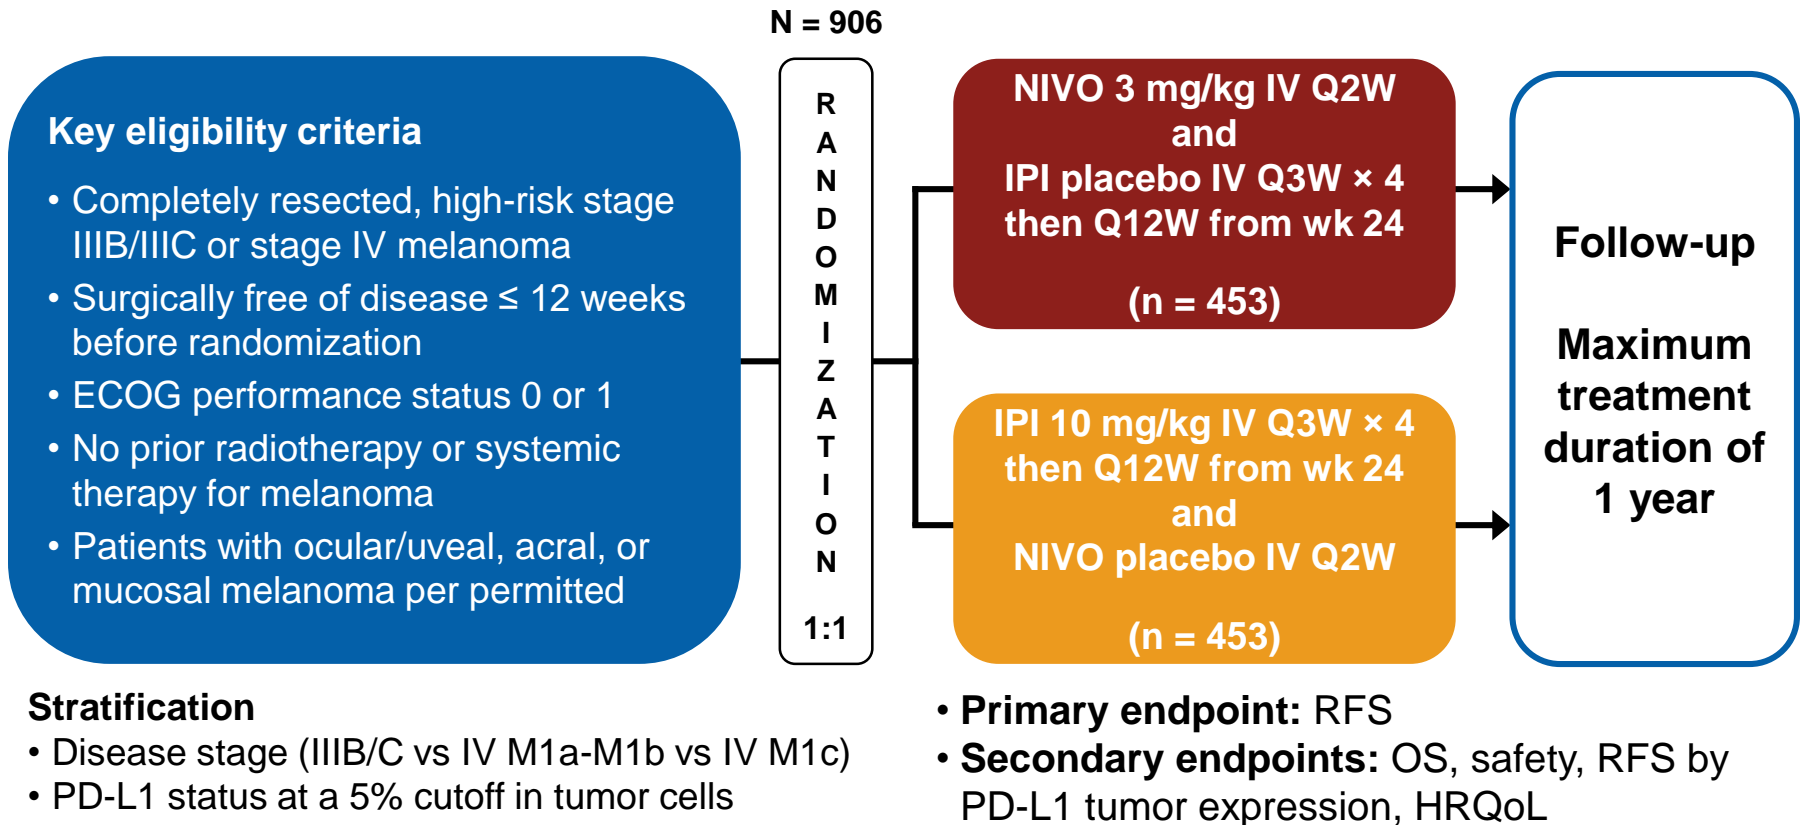 N = 906
Key eligibility criteria
• Completely resected, high-risk stage
IIIB/IIIC or stage IV melanoma
• Surgically free of disease ≤ 12 weeks
before randomization
• ECOG performance status 0 or 1
• No prior radiotherapy or systemic
therapy for melanoma
• Patients with ocular/uveal, acral, or
mucosal melanoma per permitted
RANDOMIZATION
1:1
NIVO 3 mg/kg IV Q2W
and
IPI placebo IV Q3W × 4
then Q12W from wk 24
(n = 453)
IPI 10 mg/kg IV Q3W × 4
then Q12W from wk 24
and
NIVO placebo IV Q2W
(n = 453)
Follow-up
Maximum
treatment
duration of
1 year
Stratification
• Disease stage (IIIB/C vs IV M1a-M1b vs IV M1c)
• PD-L1 status at a 5% cutoff in tumor cells
• Primary endpoint: RFS
• Secondary endpoints: OS, safety, RFS by
PD-L1 tumor expression, HRQoL